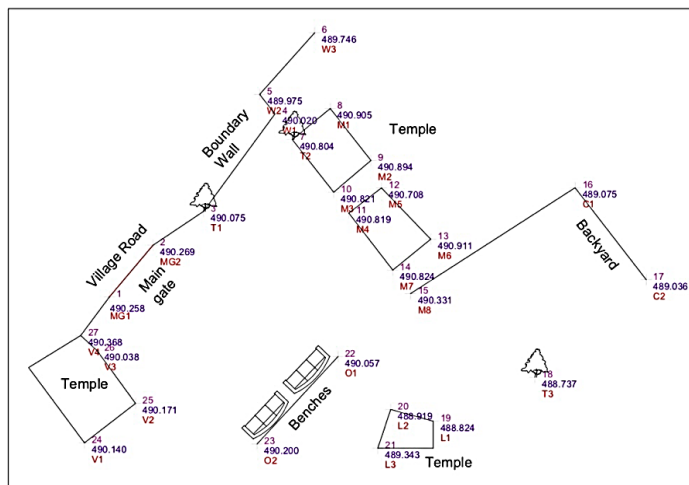 6
489.746
W3
5
489.975
W2
4
490.020
W1
7
490.804
T2
8
490.905
M1
Temple
Boundary
Wall
9
490.894
M2
10
490.821
M3
12
490.708
M5
11
490.819
M4
16
489.075
C1
3
490.075
T1
Village Road
2
490.269
MG2
Main
gate
13
490.911
M6
14
490.824
M7
15
490.331
M8
Backyard
17
489.036
C2
1
490.258
MG1
27
490.368
V4
26
490.038
V3
Temple
25
490.171
V2
24
490.140
V1
22
490.057
O1
Benches
23
490.200
O2
18
488.737
T3
20
488.919
L2
19
488.824
L1
21
489.343
L3
Temple